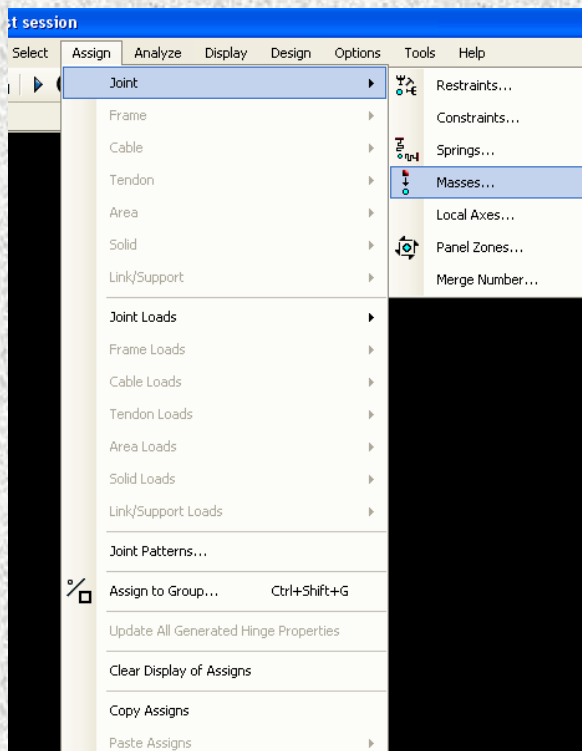 st session
Select Assign Analyze Display Design Options Tools Help
Joint
Frame
Cable
Tendon
Area
Solid
Link/Support
Joint Loads
Frame Loads
Cable Loads
Tendon Loads
Area Loads
Solid Loads
Link/Support Loads
Joint Patterns...
Assign to Group... Ctrl+Shift+G
Update All Generated Hinge Properties
Clear Display of Assigns
Copy Assigns
Paste Assigns
Restraints...
Constraints...
Springs...
Masses...
Local Axes...
Panel Zones...
Merge Number...